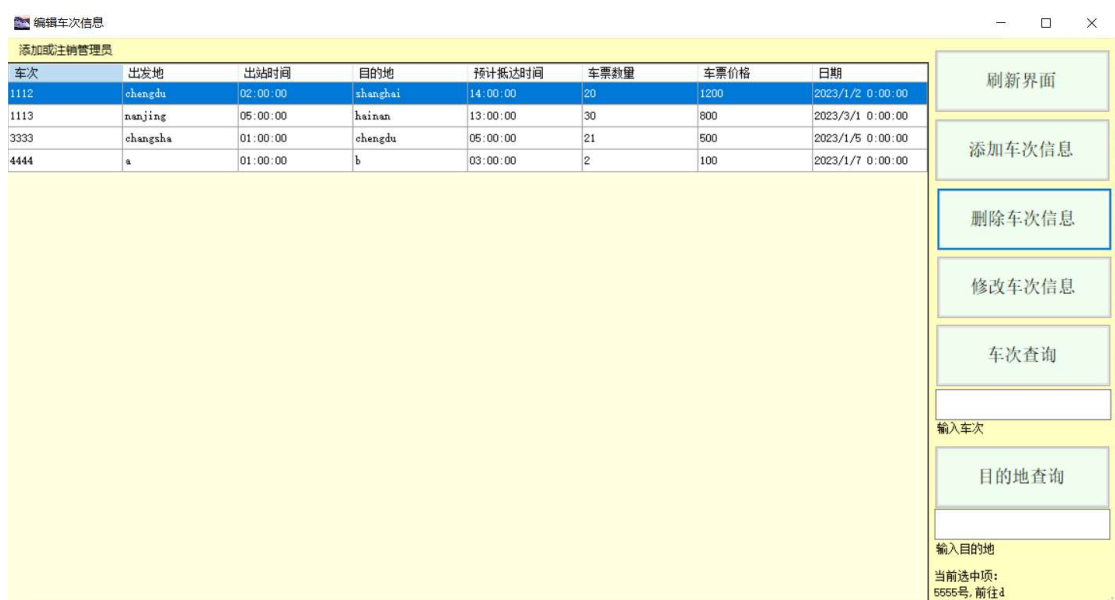 编辑车次信息
添加或注销管理员
车次 出发地 出站时间 目的地 预计抵达时间 车票数量 车票价格 日期
1112 chengdu 02:00:00 shanghai 14:00:00 20 1200 2023/1/2 0:00:00
1113 nanjing 05:00:00 hainan 13:00:00 30 800 2023/3/1 0:00:00
3333 changsha 01:00:00 chengdu 05:00:00 21 500 2023/1/5 0:00:00
4444 a 01:00:00 b 03:00:00 2 100 2023/1/7 0:00:00
刷新界面
添加车次信息
删除车次信息
修改车次信息
车次查询
输入车次
目的地查询
输入目的地
当前选中项:
5555号,前往d